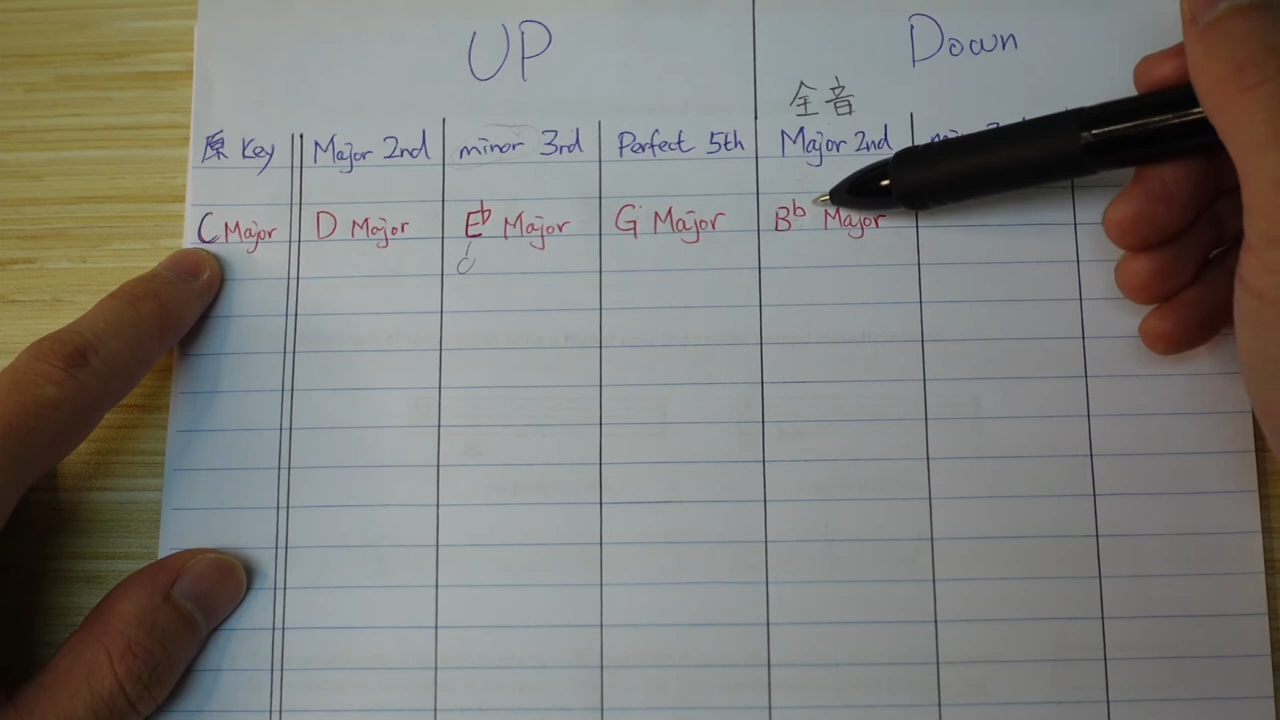 UP
Down
全音
原 Key Major 2nd minor 3rd Perfect 5th Major 2nd
C Major D Major E♭ Major G Major B♭ Major